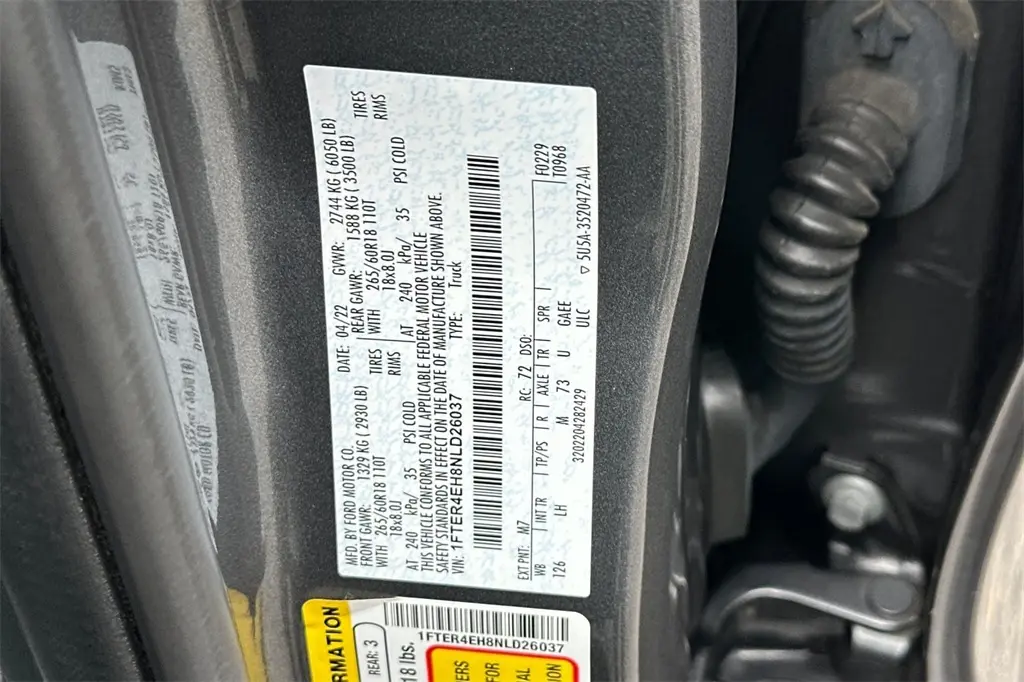 MFD. BY FORD MOTOR CO.
DATE: 04/22 GVWR: 2744 KG ( 6050 LB)
FRONT GAWR: 1329 KG ( 2930 LB) REAR GAWR: 1588 KG ( 3500 LB)
WITH 265/60R18 110T TIRES WITH 265/60R18 110T TIRES
18x8.0J RIMS 18x8.0J RIMS
AT 240 kPa/ 35 PSI COLD AT 240 kPa/ 35 PSI COLD
THIS VEHICLE CONFORMS TO ALL APPLICABLE FEDERAL MOTOR VEHICLE
SAFETY STANDARDS IN EFFECT ON THE DATE OF MANUFACTURE SHOWN ABOVE.
VIN: 1FTER4EH8NLD26037 TYPE: Truck
EXT PNT: M7 RC: 72 DSO: F0229
WB INT TR TP/PS R AXLE TR SPR T0968
126 LH M 73 U GAEE
ULC ▽ 5U5A-3520472-AA
3202204282429
RMATION
REAR: 3
18 lbs.
1FTER4EH8NLD26037